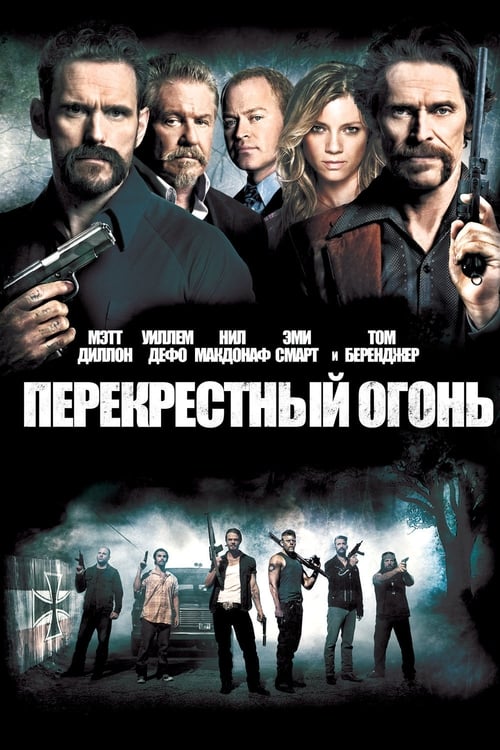 МЭТТ УИЛЛЕМ НИЛ ЭМИ ТОМ
ДИЛЛОН ДЕФО МАКДОНАФ СМАРТ И БЕРЕНДЖЕР
ПЕРЕКРЕСТНЫЙ ОГОНЬ